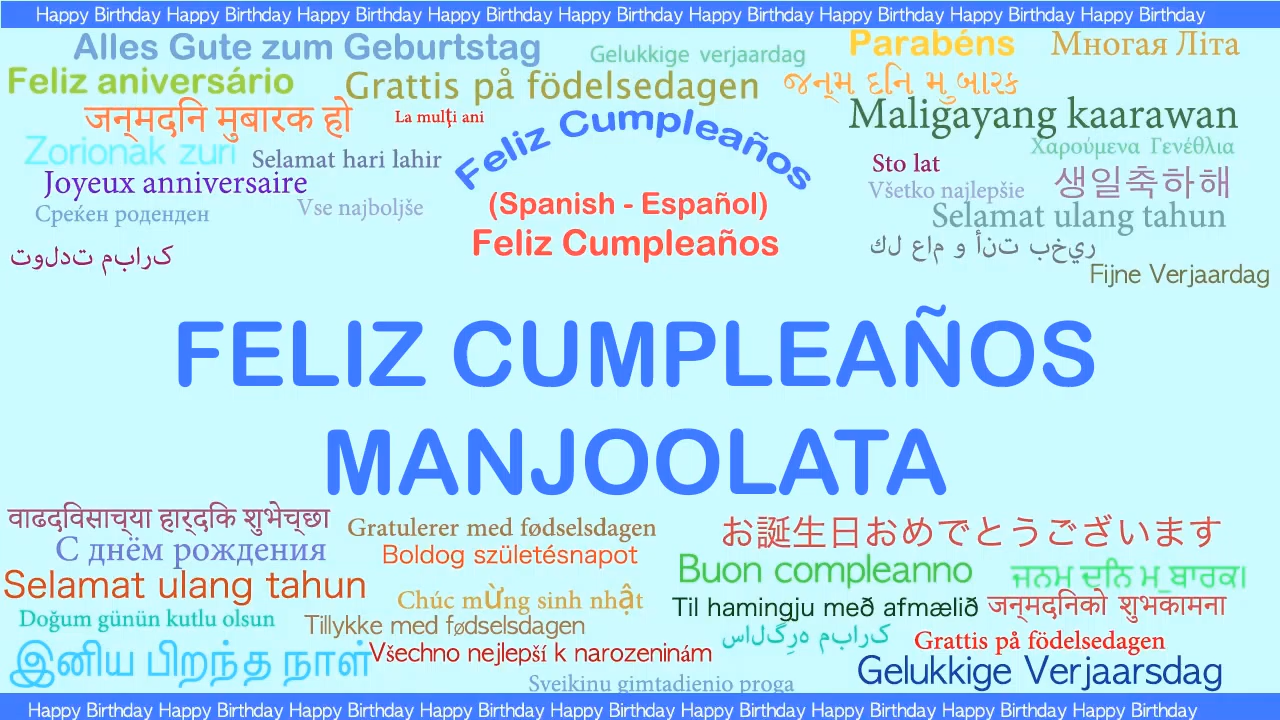 Happy Birthday Happy Birthday Happy Birthday Happy Birthday Happy Birthday Happy Birthday Happy Birthday Happy Birthday Happy Birthday
Alles Gute zum Geburtstag
Gelukkige verjaardag
Parabéns
Многая Літа
Feliz aniversário
Grattis på födelsedagen
જન્મ દિન મુબારક
जन्मदिन मुबारक हो
La mulţi ani
Feliz Cumpleaños
Maligayang kaarawan
Zorionak zuri
Selamat hari lahir
Sto lat
Χαρούμενα Γενέθλια
Joyeux anniversaire
(Spanish - Español)
Všetko najlepšie
생일축하해
Среќен роденден
Vse najboljše
Selamat ulang tahun
Feliz Cumpleaños
تولدت مبارک
كل عام و أنت بخير
Fijne Verjaardag
FELIZ CUMPLEAÑOS
MANJOOLATA
वाढदिवसाच्या हार्दिक शुभेच्छा
Gratulerer med fødselsdagen
お誕生日おめでとうございます
С днём рождения
Boldog születésnapot
Buon compleanno
ਜਨਮ ਦਿਨ ਮੁਬਾਰਕ।
Selamat ulang tahun
Chúc mừng sinh nhật
Til hamingju með afmælið
जन्मदिनको शुभकामना
Doğum günün kutlu olsun
Tillykke med fødselsdagen
سالگرہ مبارک
Grattis på födelsedagen
இனிய பிறந்த நாள்
Všechno nejlepší k narozeninám
Gelukkige Verjaarsdag
Sveikinu gimtadienio proga
Happy Birthday Happy Birthday Happy Birthday Happy Birthday Happy Birthday Happy Birthday Happy Birthday Happy Birthday Happy Birthday